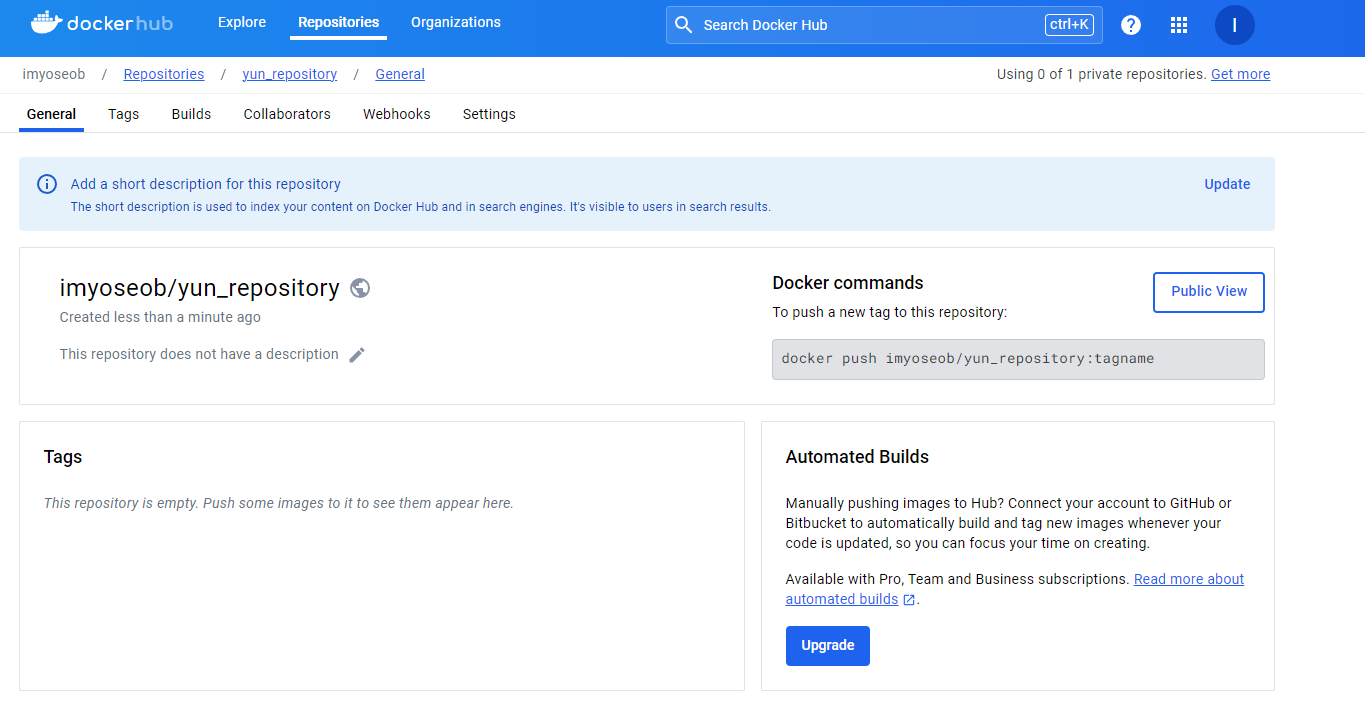 dockerhub
Explore
Repositories
Organizations
Search Docker Hub
ctrl+K
?
I
imyoseob / Repositories / yun_repository / General
Using 0 of 1 private repositories. Get more
General
Tags
Builds
Collaborators
Webhooks
Settings
Add a short description for this repository
Update
The short description is used to index your content on Docker Hub and in search engines. It's visible to users in search results.
imyoseob/yun_repository
Created less than a minute ago
This repository does not have a description
Docker commands
Public View
To push a new tag to this repository:
docker push imyoseob/yun_repository:tagname
Tags
This repository is empty. Push some images to it to see them appear here.
Automated Builds
Manually pushing images to Hub? Connect your account to GitHub or
Bitbucket to automatically build and tag new images whenever your
code is updated, so you can focus your time on creating.
Available with Pro, Team and Business subscriptions. Read more about
automated builds .
Upgrade